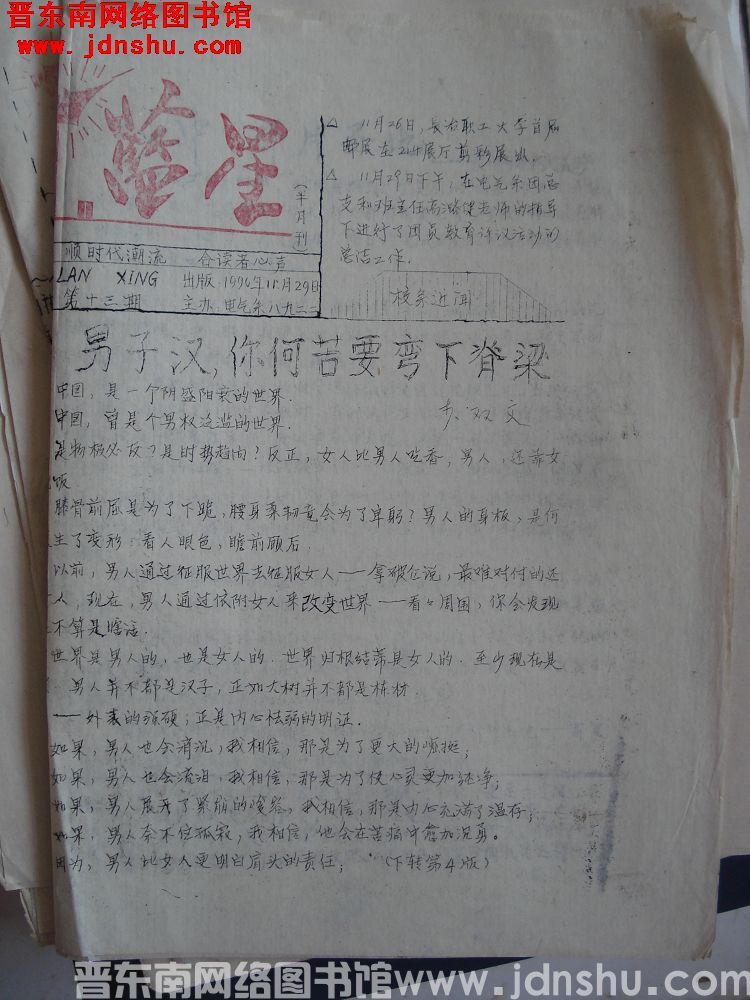 晋东南网络图书馆
www.jdnshu.com
蓝星
(半月刊)
顺时代潮流 合读者心声
LAN XING 出版 1990年11月29日
第十三期 主办 电气系八九二二
△ 11月26日,长治职工大学首届
邮展在214展厅剪彩展出。
△ 11月29日下午,在电气系团总
支和班主任高潞健老师的指导
下进行了团员教育评议活动的
总结工作。
校系近闻
男子汉,你何苦要弯下脊梁
苏双文
中国,是一个阴盛阳衰的世界.
中国,曾是个男权泛滥的世界.
是物极必反?是时势趋向?反正,女人比男人吃香,男人,还靠女
饭
膝骨前屈是为了下跪,腰身柔韧竟会为了卑躬?男人的身板,是何
生了变形.看人眼色,瞻前顾后.
以前,男人通过征服世界去征服女人——拿破仑说,最难对付的还
人,现在,男人通过依附女人来改变世界——看々周围,你会发现
不算是瞎话.
世界是男人的,也是女人的.世界归根结蒂是女人的.至少现在是
男人并不都是汉子,正如大树并不都是栋材.
——外表的强硬;正是内心怯弱的明证.
如果,男人也会消沉,我相信,那是为了更大的崛挺;
如果,男人也会流泪,我相信,那是为了使心灵更加纯净;
如果,男人展开了紧绷的峻容,我相信,那是内心充满了温存;
如果,男人奈不住孤寂,我相信,他会在苦痛中愈加沉勇。
因为,男人比女人更明白肩头的责任; (下转第4版)
晋东南网络图书馆 www.jdnshu.com